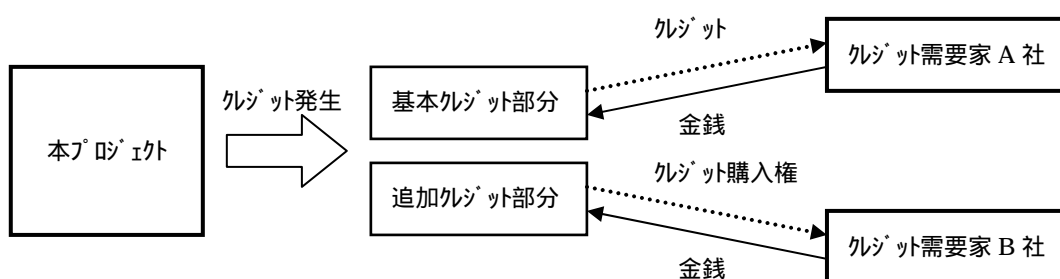 クレジット
クレジット需要家 A 社
クレジット発生
基本クレジット部分
金銭
本プロジェクト
クレジット購入権
追加クレジット部分
クレジット需要家 B 社
金銭